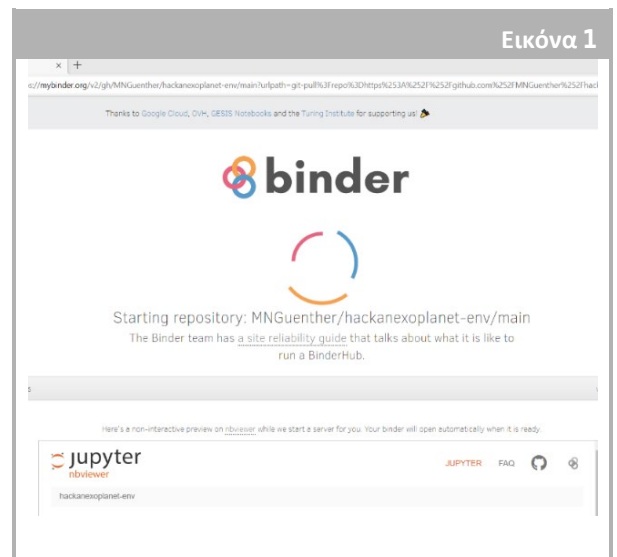 Εικόνα 1
× +
s://mybinder.org/v2/gh/MNGuenther/hackanexoplanet-env/main?urlpath=git-pull%3Frepo%3Dhttps%253A%252F%252Fgithub.com%252FMNGuenther%252Fhack
Thanks to Google Cloud, OVH, GESIS Notebooks and the Turing Institute for supporting us! 🎉
binder
Starting repository: MNGuenther/hackanexoplanet-env/main
The Binder team has a site reliability guide that talks about what it is like to
run a BinderHub.
s
Here's a non-interactive preview on nbviewer while we start a server for you. Your binder will open automatically when it is ready.
jupyter
nbviewer
JUPYTER FAQ
hackanexoplanet-env